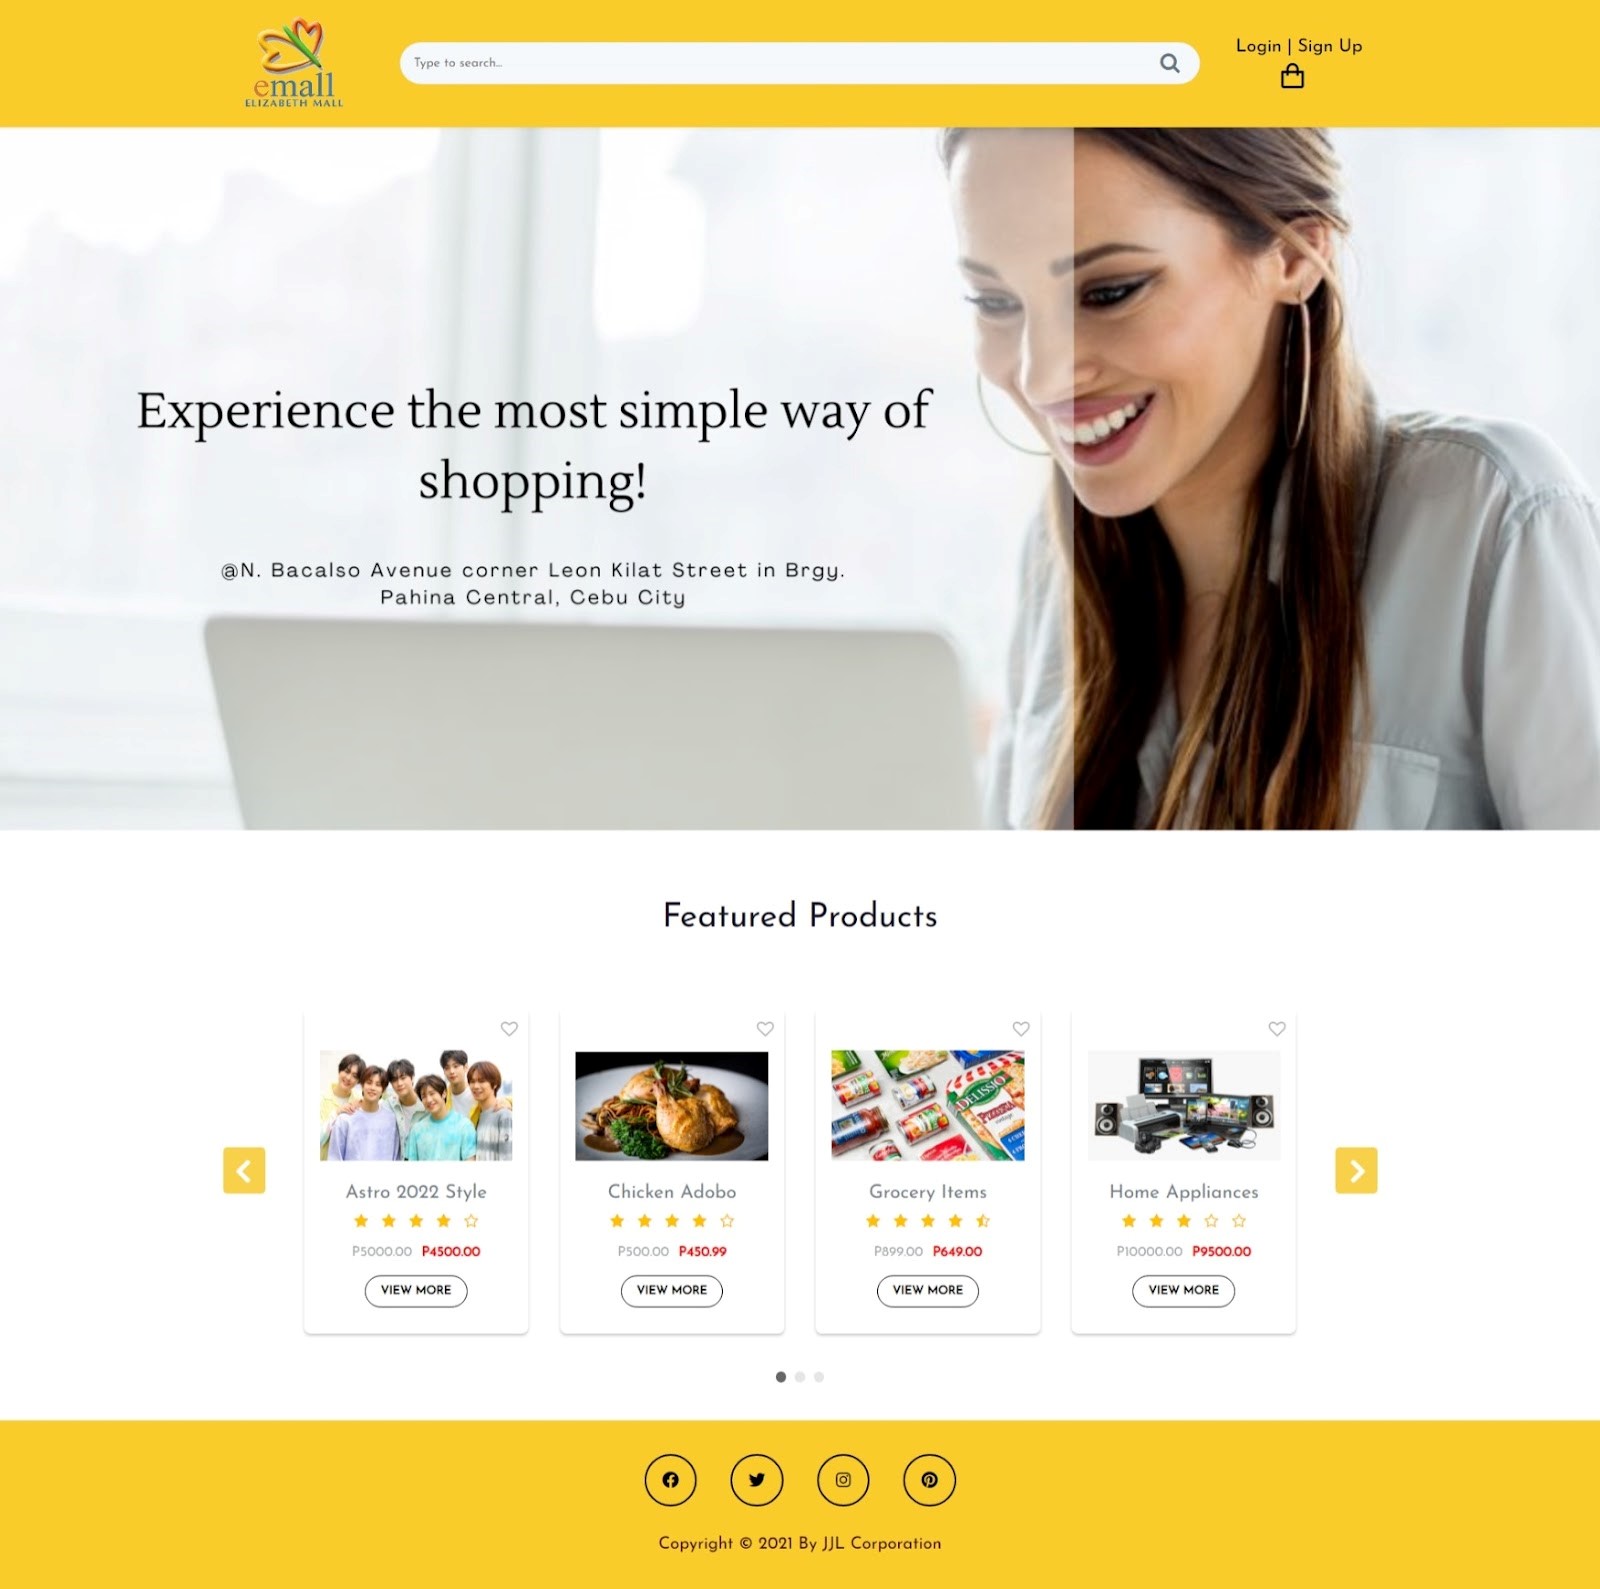 emall
ELIZABETH MALL
Type to search...
Login | Sign Up
Experience the most simple way of
shopping!
@N. Bacalso Avenue corner Leon Kilat Street in Brgy.
Pahina Central, Cebu City
Featured Products
DELISSIO
Pizzeria
Astro 2022 Style
Chicken Adobo
Grocery Items
Home Appliances
P5000.00 P4500.00
P500.00 P450.99
P899.00 P649.00
P10000.00 P9500.00
VIEW MORE
VIEW MORE
VIEW MORE
VIEW MORE
Copyright © 2021 By JJL Corporation